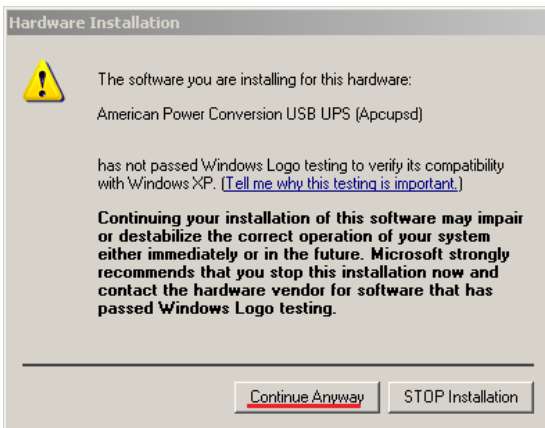 Hardware Installation
The software you are installing for this hardware:
American Power Conversion USB UPS (Apcupsd)
has not passed Windows Logo testing to verify its compatibility
with Windows XP. (Tell me why this testing is important.)
Continuing your installation of this software may impair
or destabilize the correct operation of your system
either immediately or in the future. Microsoft strongly
recommends that you stop this installation now and
contact the hardware vendor for software that has
passed Windows Logo testing.
Continue Anyway
STOP Installation